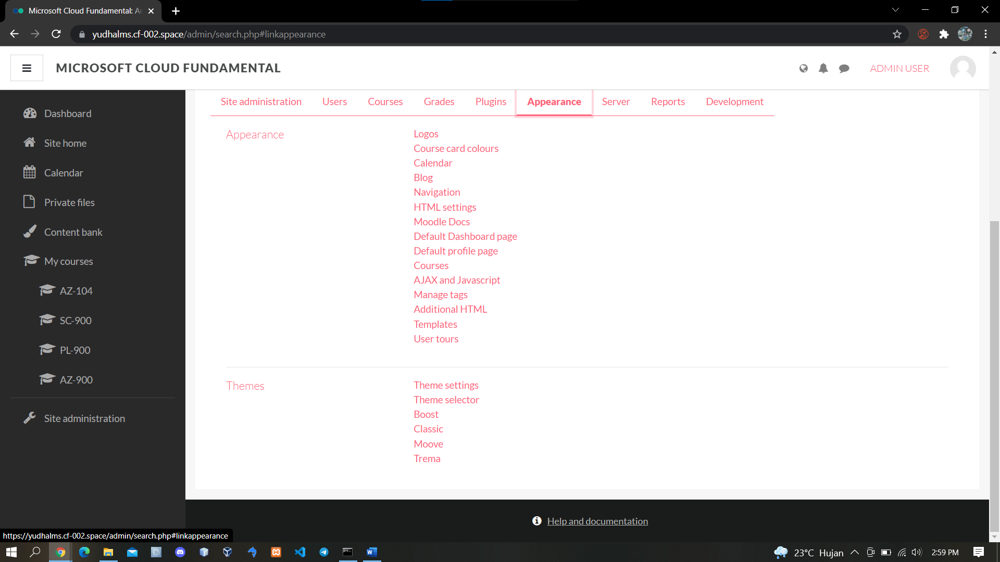 Microsoft Cloud Fundamental: Ac
yudhalms.cf-002.space/admin/search.php#linkappearance
MICROSOFT CLOUD FUNDAMENTAL
ADMIN USER
Dashboard
Site home
Calendar
Private files
Content bank
My courses
AZ-104
SC-900
PL-900
AZ-900
Site administration
Site administration Users Courses Grades Plugins Appearance Server Reports Development
Appearance
Logos
Course card colours
Calendar
Blog
Navigation
HTML settings
Moodle Docs
Default Dashboard page
Default profile page
Courses
AJAX and Javascript
Manage tags
Additional HTML
Templates
User tours
Themes
Theme settings
Theme selector
Boost
Classic
Moove
Trema
Help and documentation
https://yudhalms.cf-002.space/admin/search.php#linkappearance
23°C Hujan
2:59 PM